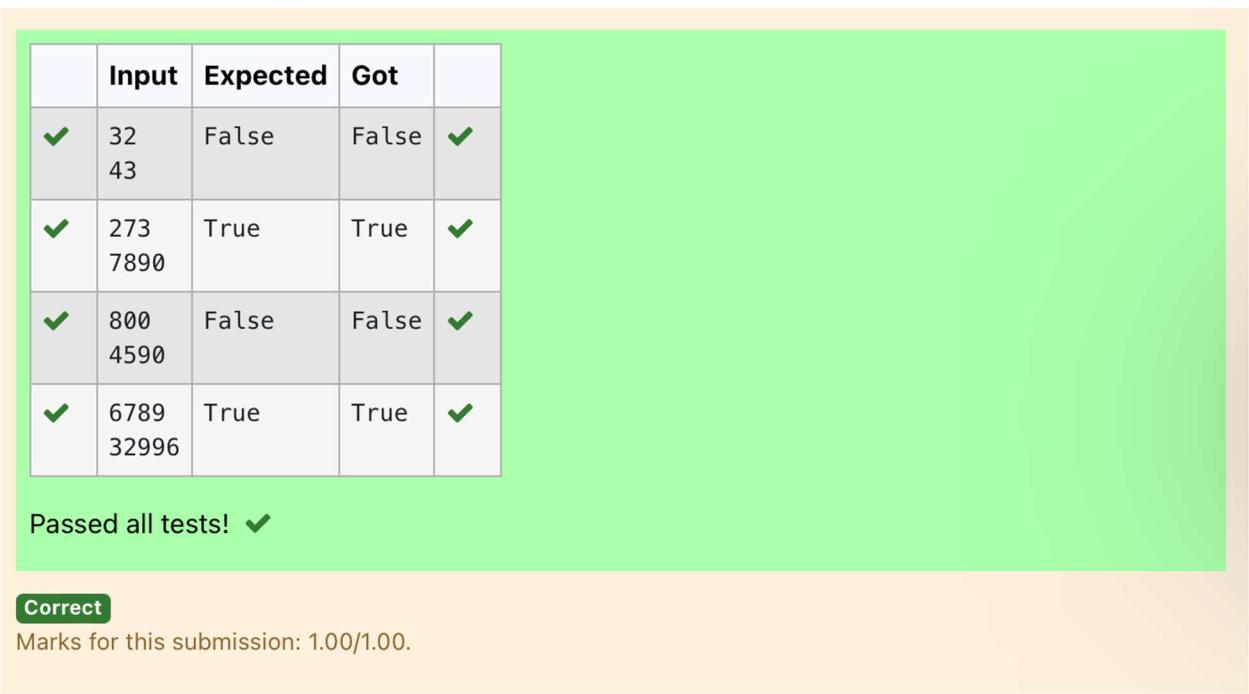 Input Expected Got
32 False False
43
273 True True
7890
800 False False
4590
6789 True True
32996
Passed all tests!
Correct
Marks for this submission: 1.00/1.00.